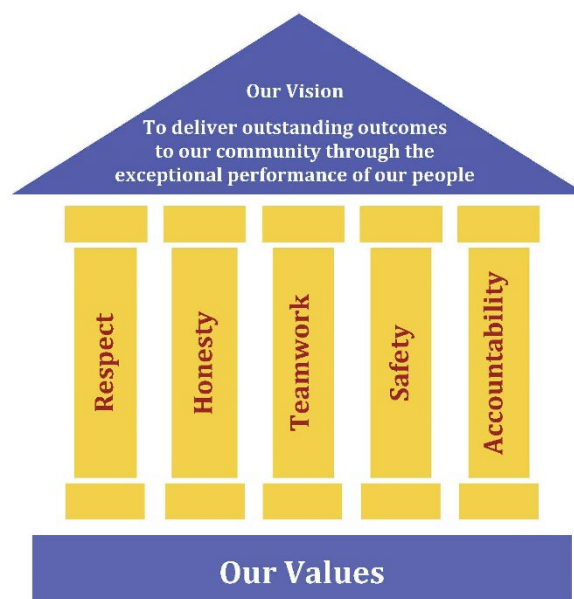 Our Vision
To deliver outstanding outcomes
to our community through the
exceptional performance of our people
Respect
Honesty
Teamwork
Safety
Accountability
Our Values